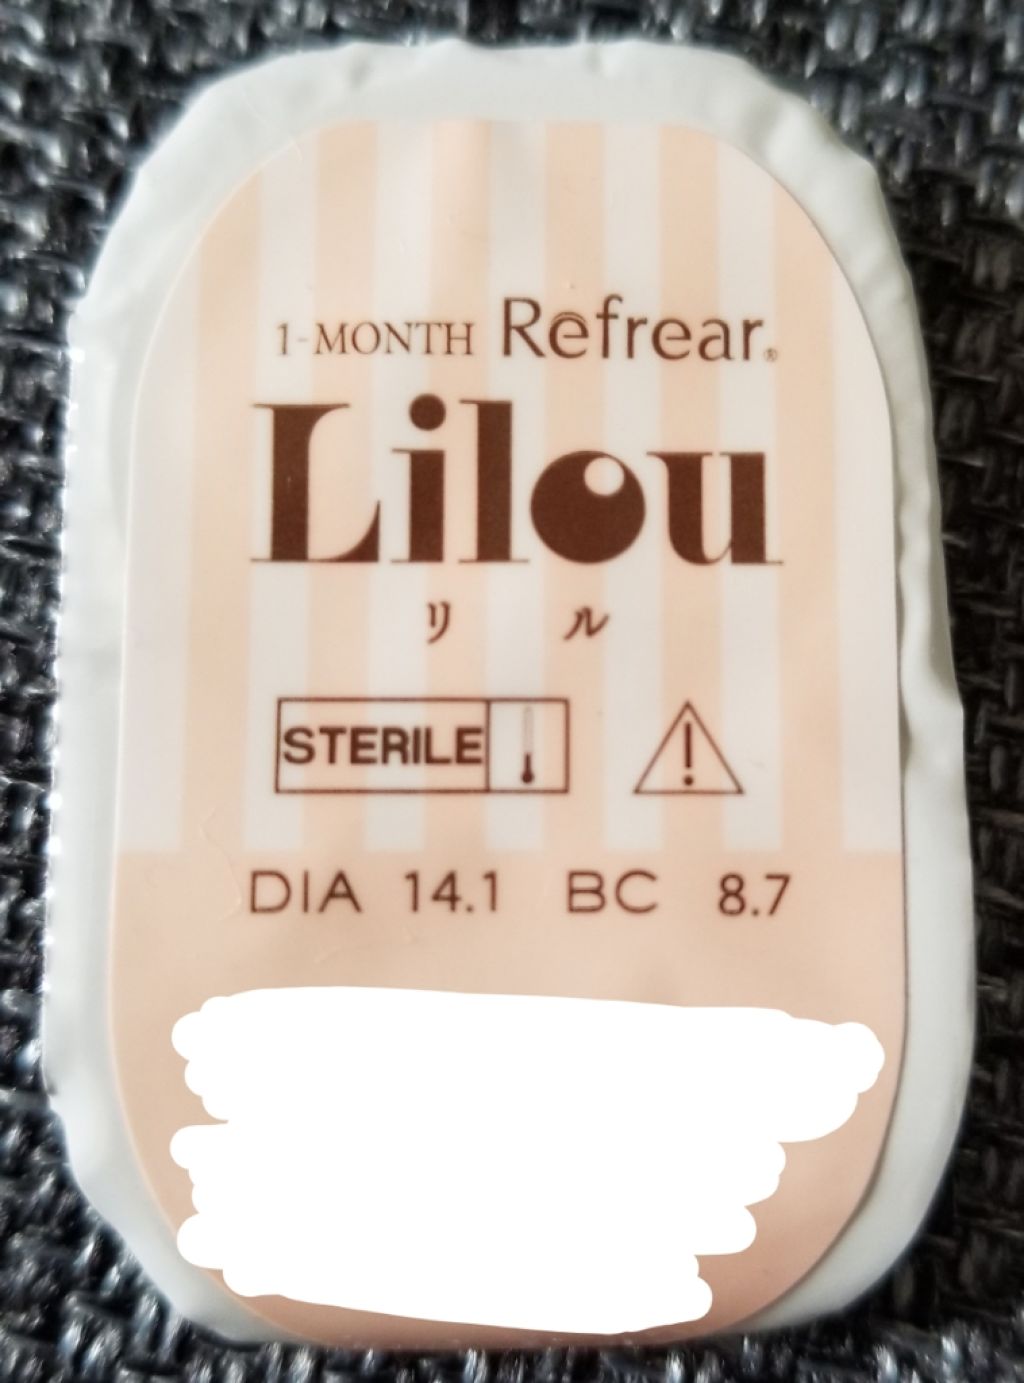 1-MONTH Refrear®
Lilou
リル
STERILE
DIA 14.1 BC 8.7